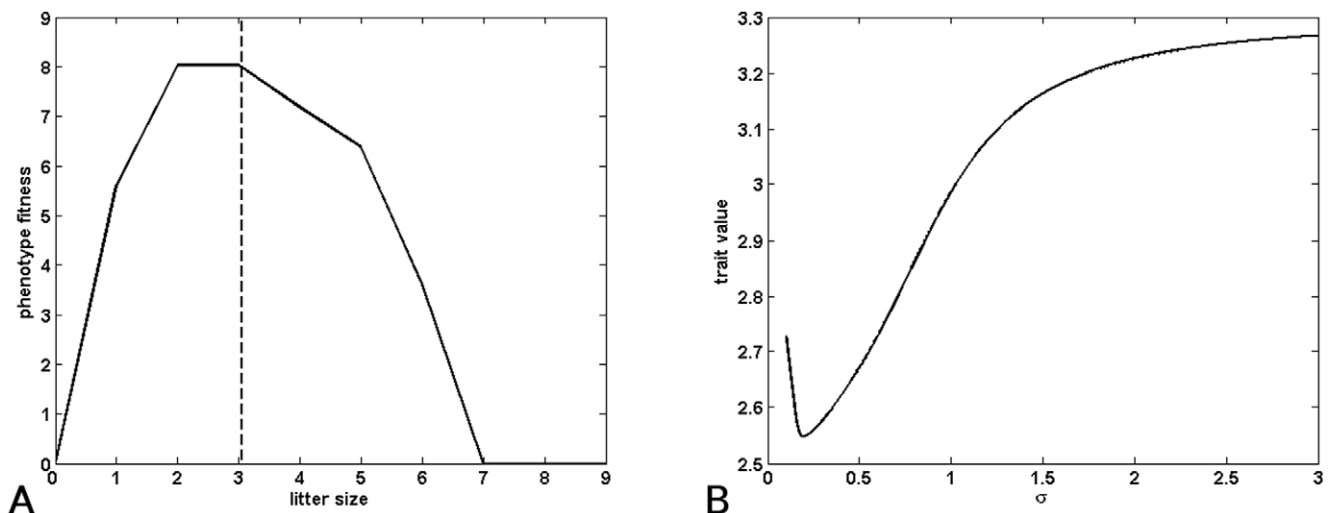 9
8
7
6
5
4
3
2
1
0
phenotype fitness
0 1 2 3 4 5 6 7 8 9
litter size
A
3.3
3.2
3.1
3
2.9
2.8
2.7
2.6
2.5
trait value
0 0.5 1 1.5 2 2.5 3
σ
B